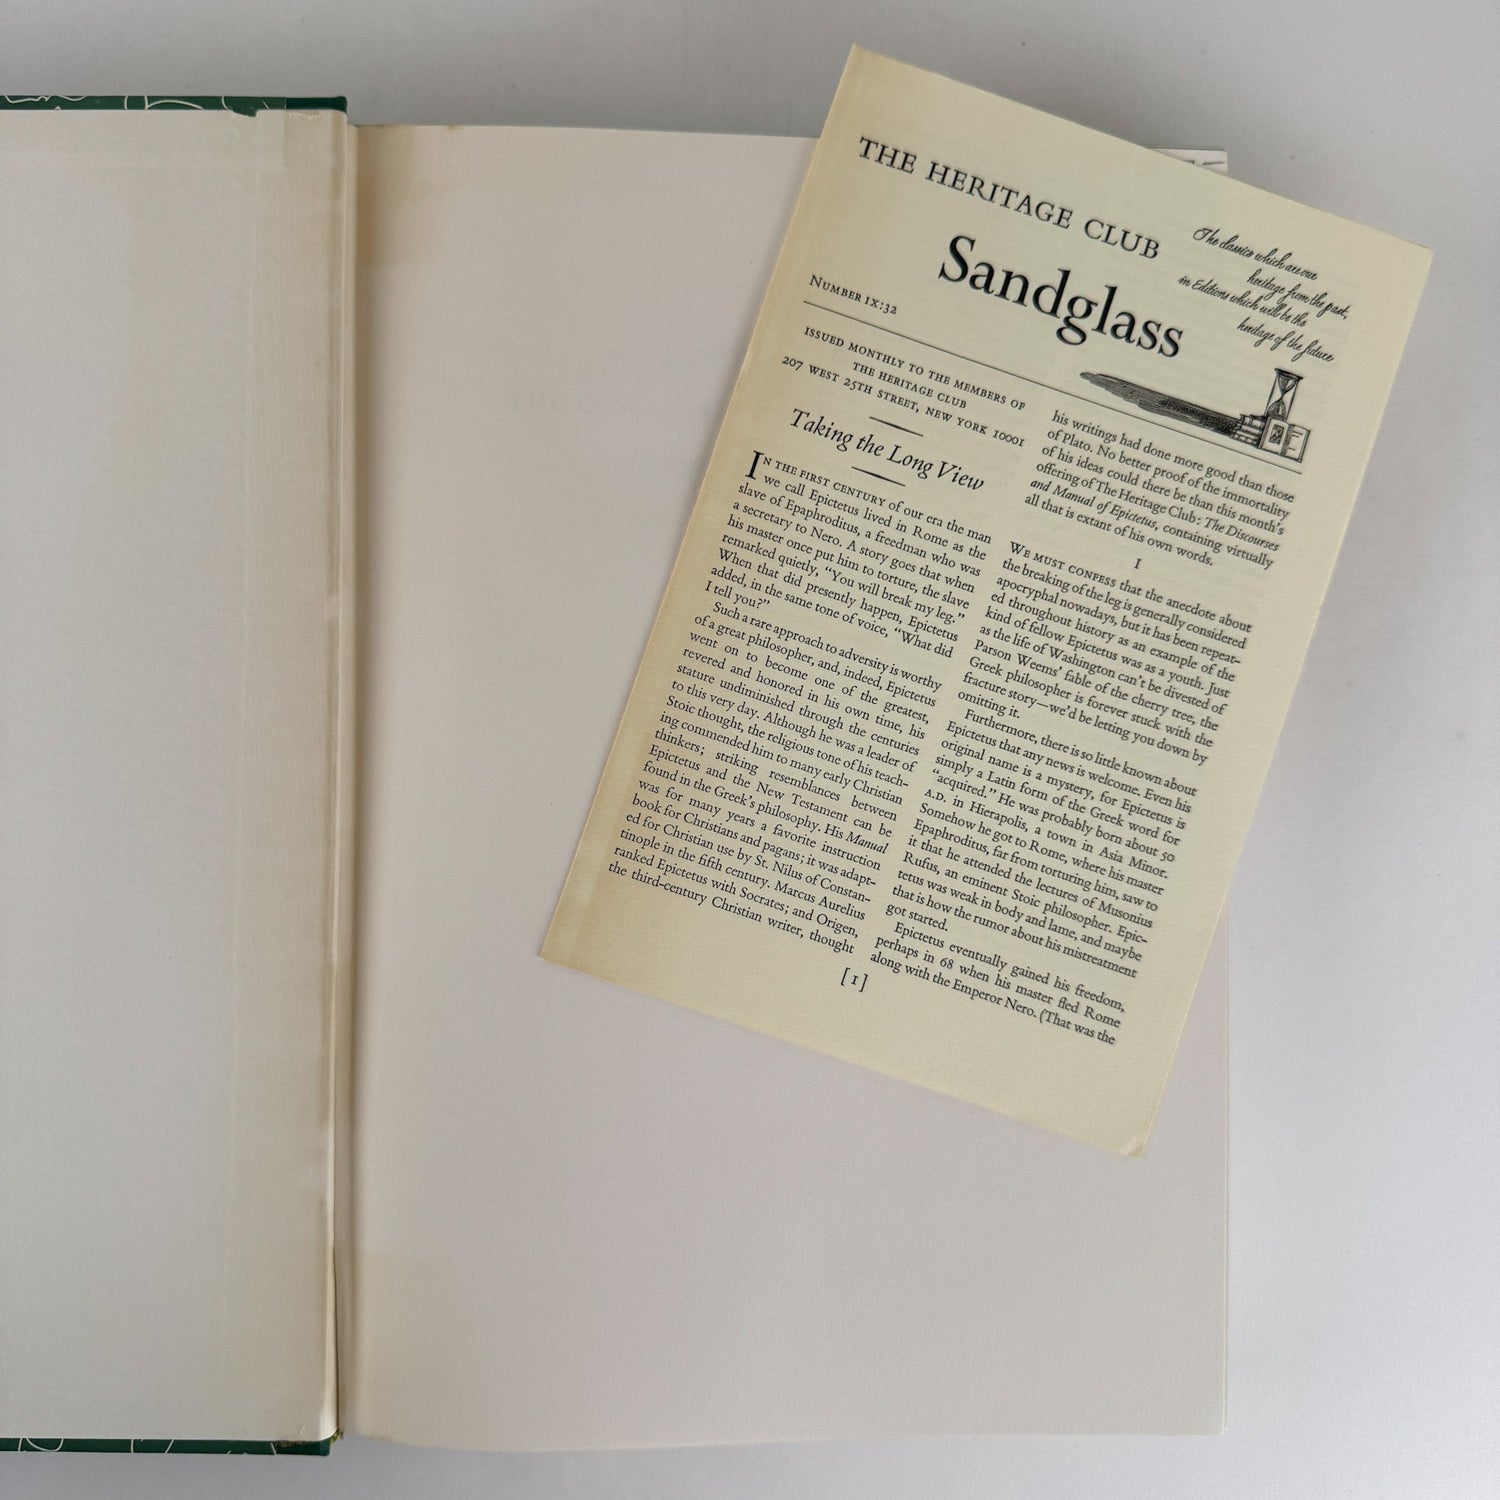 THE HERITAGE CLUB
Sandglass
The classics which are our
heritage from the past,
in Editions which will be the
heritage of the future
NUMBER IX:32
ISSUED MONTHLY TO THE MEMBERS OF
THE HERITAGE CLUB
207 WEST 25TH STREET, NEW YORK 10001
Taking the Long View
IN THE FIRST CENTURY of our era the man
we call Epictetus lived in Rome as the
slave of Epaphroditus, a freedman who was
a secretary to Nero. A story goes that when
his master once put him to torture, the slave
remarked quietly, “You will break my leg.”
When that did presently happen, Epictetus
added, in the same tone of voice, “What did
I tell you?”
Such a rare approach to adversity is worthy
of a great philosopher, and, indeed, Epictetus
went on to become one of the greatest,
revered and honored in his own time, his
stature undiminished through the centuries
to this very day. Although he was a leader of
Stoic thought, the religious tone of his teach-
ing commended him to many early Christian
thinkers; striking resemblances between
Epictetus and the New Testament can be
found in the Greek’s philosophy. His Manual
was for many years a favorite instruction
book for Christians and pagans; it was adapt-
ed for Christian use by St. Nilus of Constan-
tinople in the fifth century. Marcus Aurelius
ranked Epictetus with Socrates; and Origen,
the third-century Christian writer, thought
his writings had done more good than those
of Plato. No better proof of the immortality
of his ideas could there be than this month’s
offering of The Heritage Club: The Discourses
and Manual of Epictetus, containing virtually
all that is extant of his own words.
I
WE MUST CONFESS that the anecdote about
the breaking of the leg is generally considered
apocryphal nowadays, but it has been repeat-
ed throughout history as an example of the
kind of fellow Epictetus was as a youth. Just
as the life of Washington can’t be divested of
Parson Weems’ fable of the cherry tree, the
Greek philosopher is forever stuck with the
fracture story—we’d be letting you down by
omitting it.
Furthermore, there is so little known about
Epictetus that any news is welcome. Even his
original name is a mystery, for Epictetus is
simply a Latin form of the Greek word for
“acquired.” He was probably born about 50
A.D. in Hierapolis, a town in Asia Minor.
Somehow he got to Rome, where his master
Epaphroditus, far from torturing him, saw to
it that he attended the lectures of Musonius
Rufus, an eminent Stoic philosopher. Epic-
tetus was weak in body and lame, and maybe
that is how the rumor about his mistreatment
got started.
Epictetus eventually gained his freedom,
perhaps in 68 when his master fled Rome
along with the Emperor Nero. (That was the
[1]